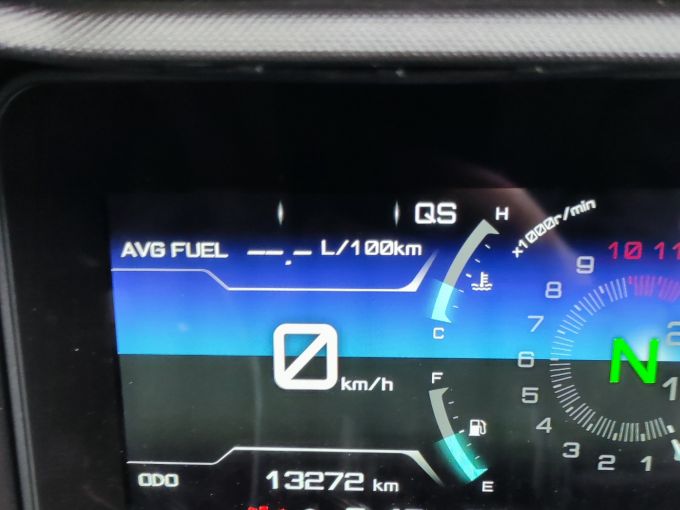 QS
H
x1000r/min
AVG FUEL --.- L/100km
10 11
9
8
C
7
0 km/h
N
6
F
5
4
3
2
1
E
ODO 13272 km